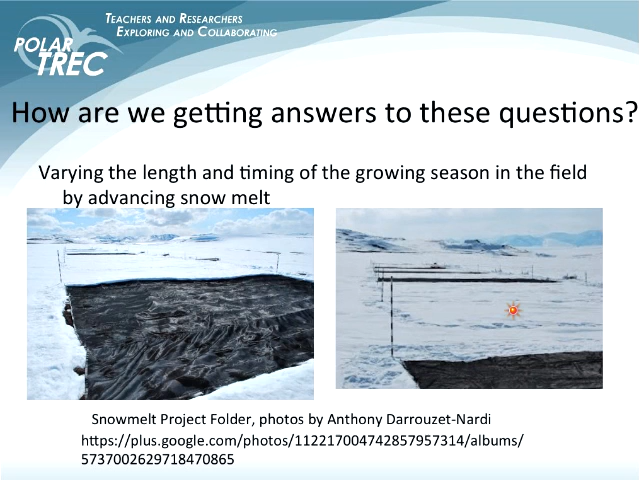 TEACHERS AND RESEARCHERS
EXPLORING AND COLLABORATING
POLAR
TREC
How are we getting answers to these questions?
Varying the length and timing of the growing season in the field
by advancing snow melt
Snowmelt Project Folder, photos by Anthony Darrouzet-Nardi
https://plus.google.com/photos/112217004742857957314/albums/
5737002629718470865